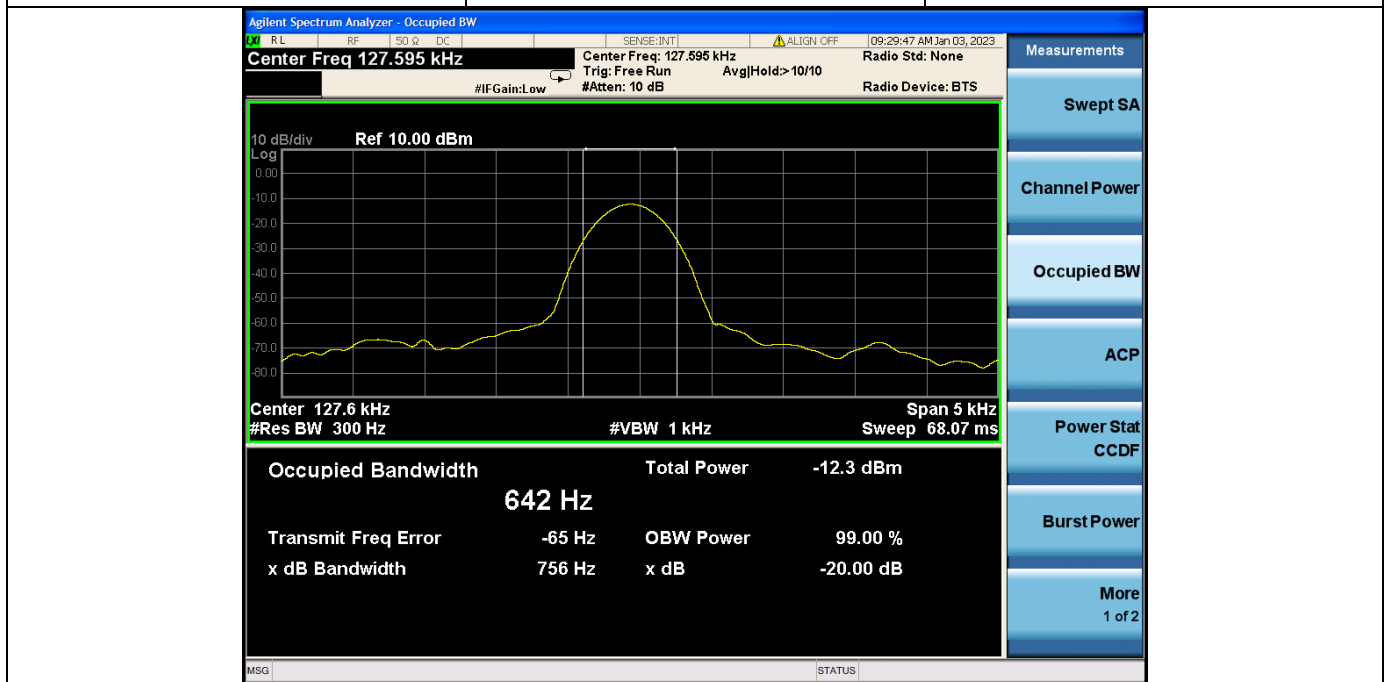 Agilent Spectrum Analyzer - Occupied BW
LXI RL RF 50 Ω DC SENSE:INT ALIGN OFF 09:29:47 AM Jan 03, 2023
Center Freq 127.595 kHz
Center Freq: 127.595 kHz
Radio Std: None
Trig: Free Run Avg|Hold:>10/10
#IFGain:Low
#Atten: 10 dB
Radio Device: BTS
10 dB/div Ref 10.00 dBm
Log
0.00
-10.0
-20.0
-30.0
-40.0
-50.0
-60.0
-70.0
-80.0
Center 127.6 kHz Span 5 kHz
#Res BW 300 Hz #VBW 1 kHz Sweep 68.07 ms
Occupied Bandwidth Total Power -12.3 dBm
642 Hz
Transmit Freq Error -65 Hz OBW Power 99.00 %
x dB Bandwidth 756 Hz x dB -20.00 dB
MSG STATUS
Measurements
Swept SA
Channel Power
Occupied BW
ACP
Power Stat
CCDF
Burst Power
More
1 of 2